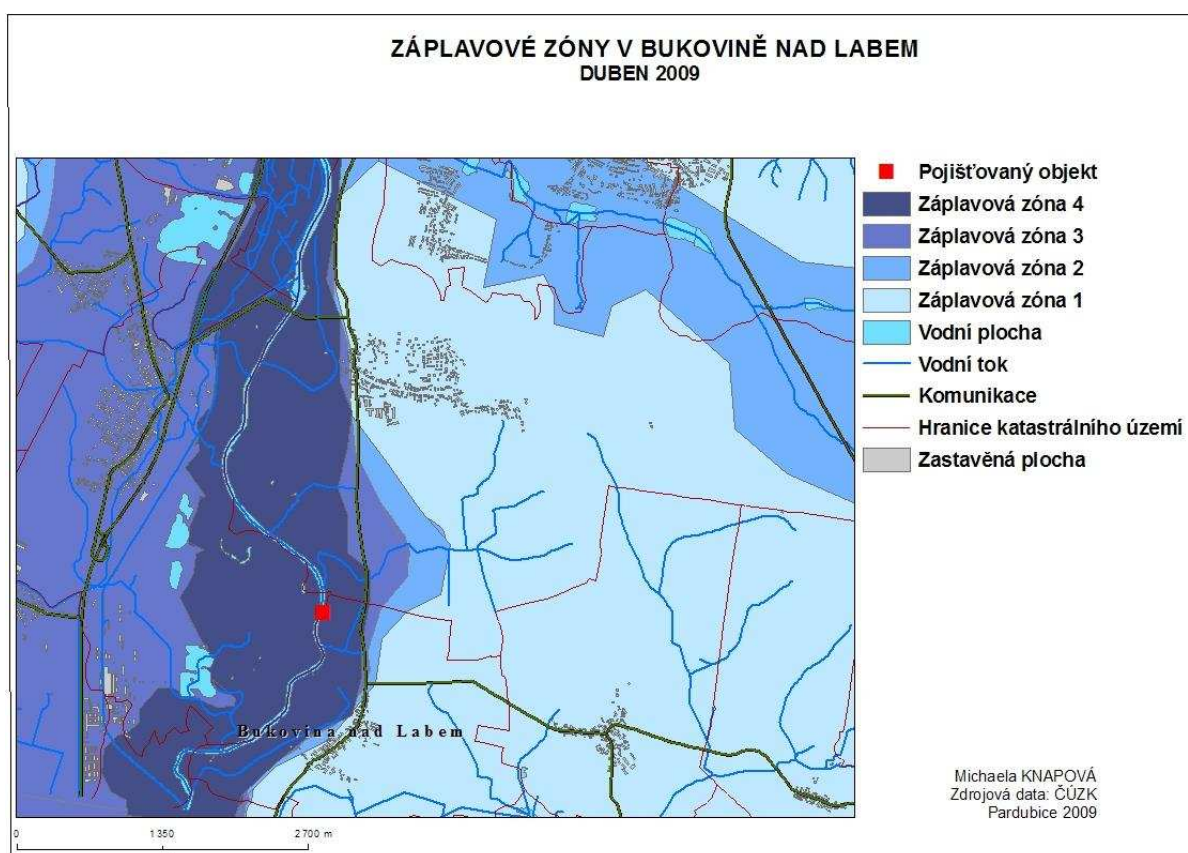 ZÁPLAVOVÉ ZÓNY V BUKOVINĚ NAD LABEM
DUBEN 2009
Pojišťovaný objekt
Záplavová zóna 4
Záplavová zóna 3
Záplavová zóna 2
Záplavová zóna 1
Vodní plocha
Vodní tok
Komunikace
Hranice katastrálního území
Zastavěná plocha
Bukovina nad Labem
Michaela KNAPOVÁ
Zdrojová data: ČÚZK
Pardubice 2009
0 1 350 2 700 m